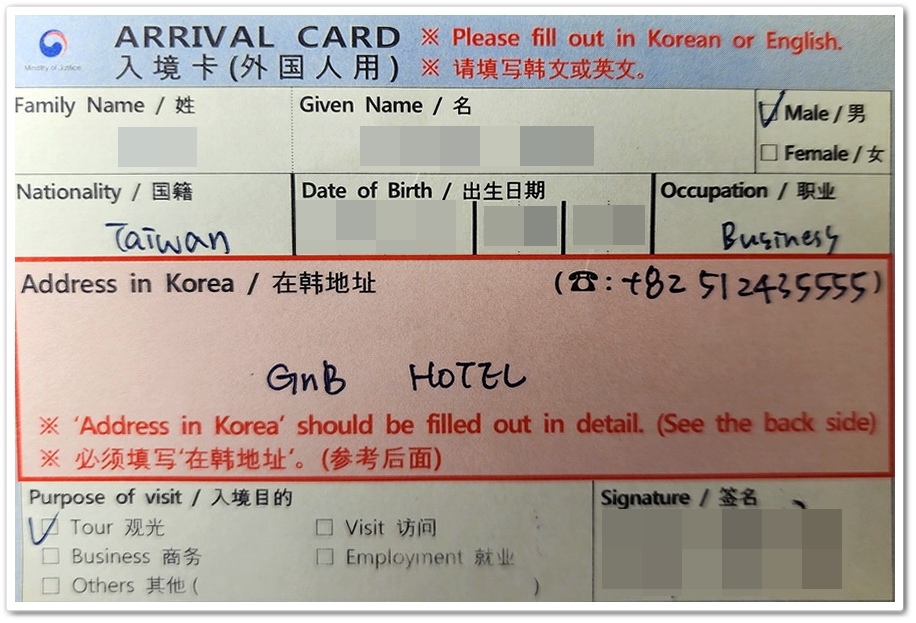 Ministry of Justice
ARRIVAL CARD ※ Please fill out in Korean or English.
入境卡(外国人用) ※ 请填写韩文或英文。
Family Name / 姓
Given Name / 名
Male / 男
Female / 女
Nationality / 国籍
Date of Birth / 出生日期
Occupation / 职业
Taiwan
Business
Address in Korea / 在韩地址 (☎: +82 512435555)
GnB HOTEL
※ 'Address in Korea' should be filled out in detail. (See the back side)
※ 必须填写'在韩地址'。(参考后面)
Purpose of visit / 入境目的
Signature / 签名
Tour 观光
Visit 访问
Business 商务
Employment 就业
Others 其他 ( )